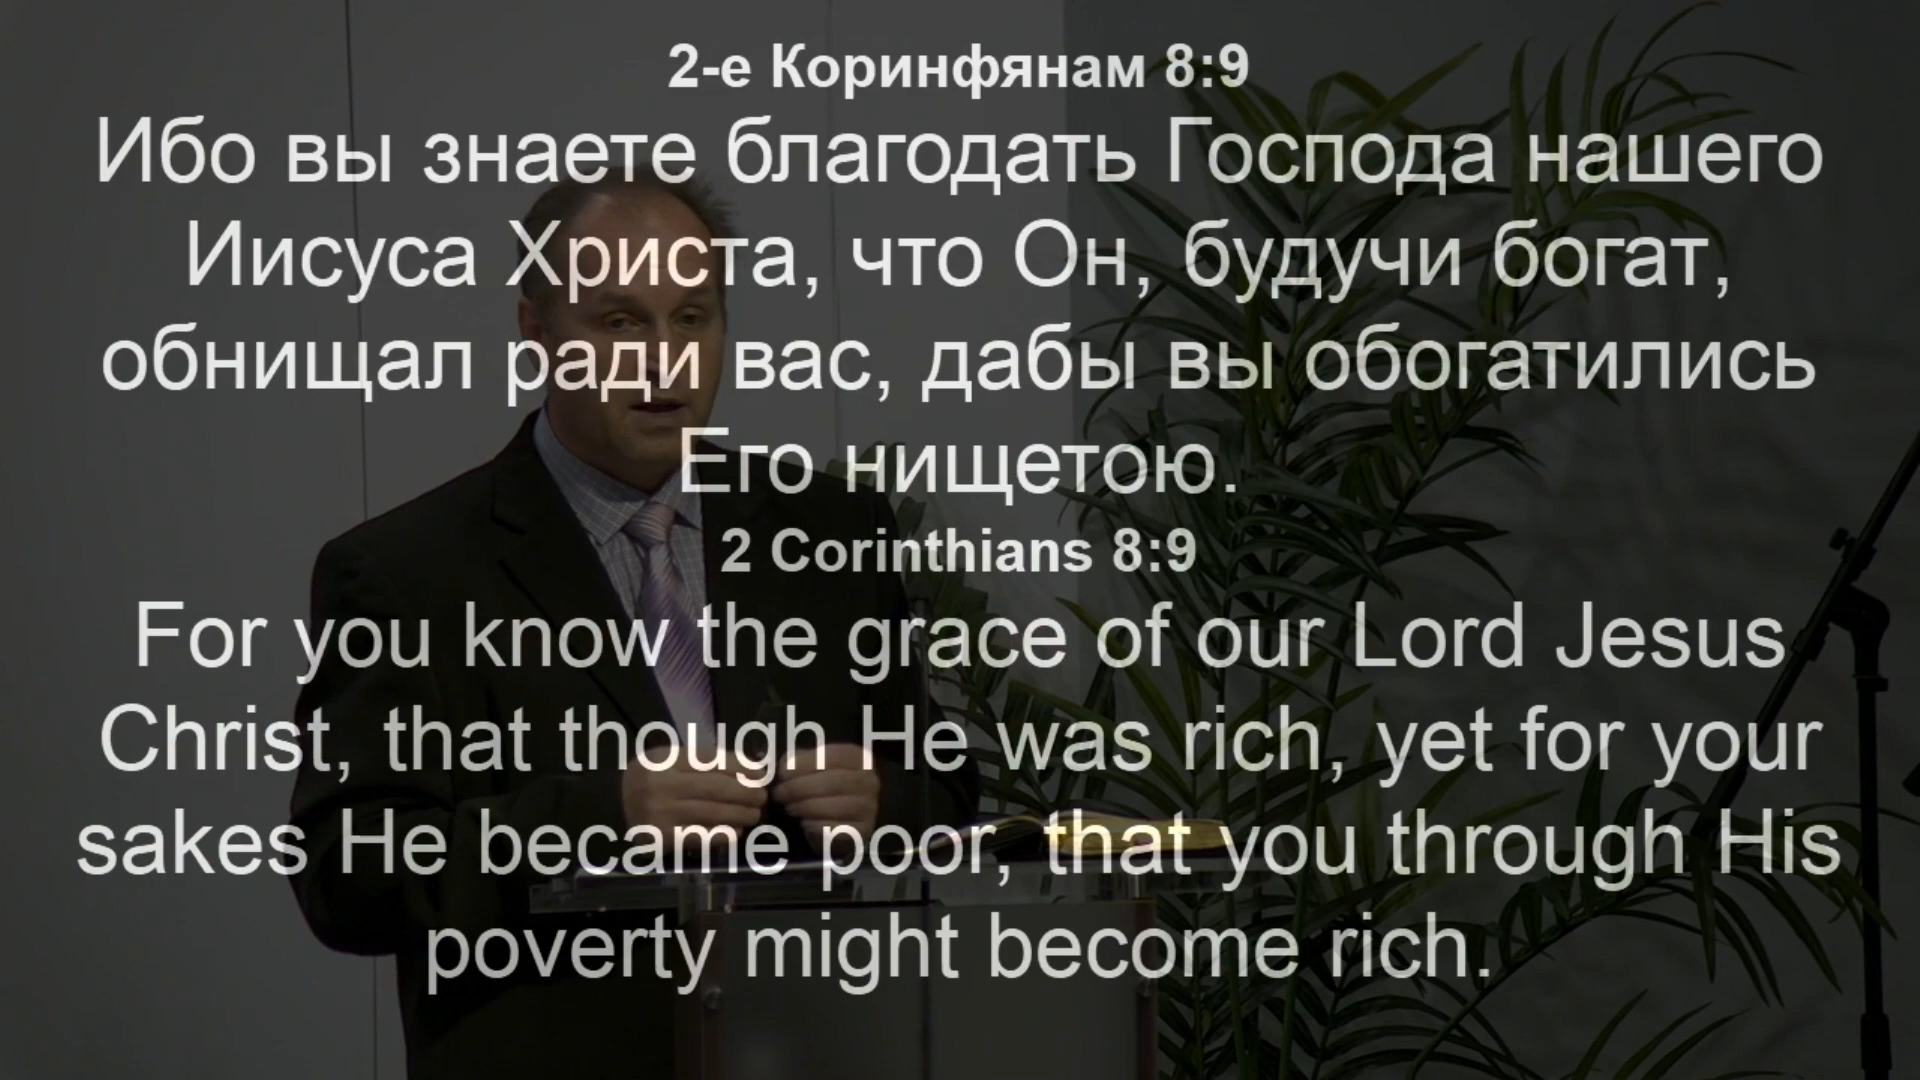 2-е Коринфянам 8:9
Ибо вы знаете благодать Господа нашего
Иисуса Христа, что Он, будучи богат,
обнищал ради вас, дабы вы обогатились
Его нищетою.
2 Corinthians 8:9
For you know the grace of our Lord Jesus
Christ, that though He was rich, yet for your
sakes He became poor, that you through His
poverty might become rich.